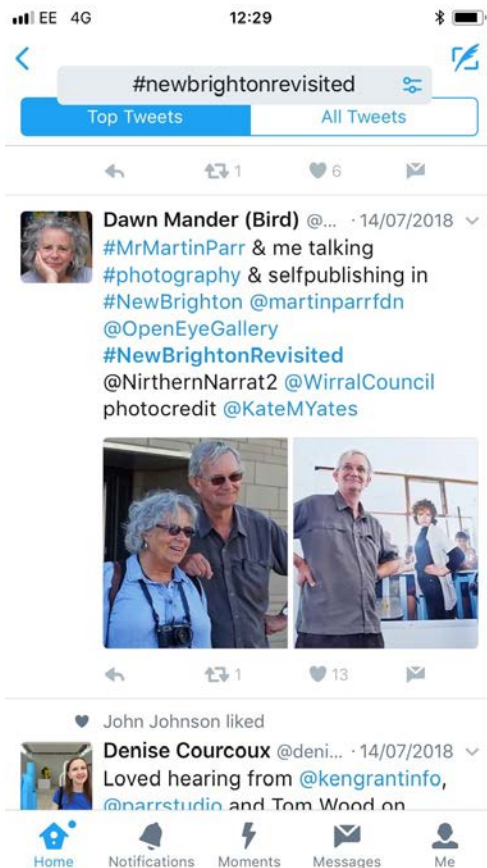 EE 4G 12:29
#newbrightonrevisited
Top Tweets All Tweets
1 6
Dawn Mander (Bird) @... · 14/07/2018
#MrMartinParr & me talking
#photography & selfpublishing in
#NewBrighton @martinparrfdn
@OpenEyeGallery
#NewBrightonRevisited
@NirthernNarrat2 @WirralCouncil
photocredit @KateMYates
1 13
John Johnson liked
Denise Courcoux @deni... · 14/07/2018
Loved hearing from @kengrantinfo,
@parrstudio and Tom Wood on
Home Notifications Moments Messages Me